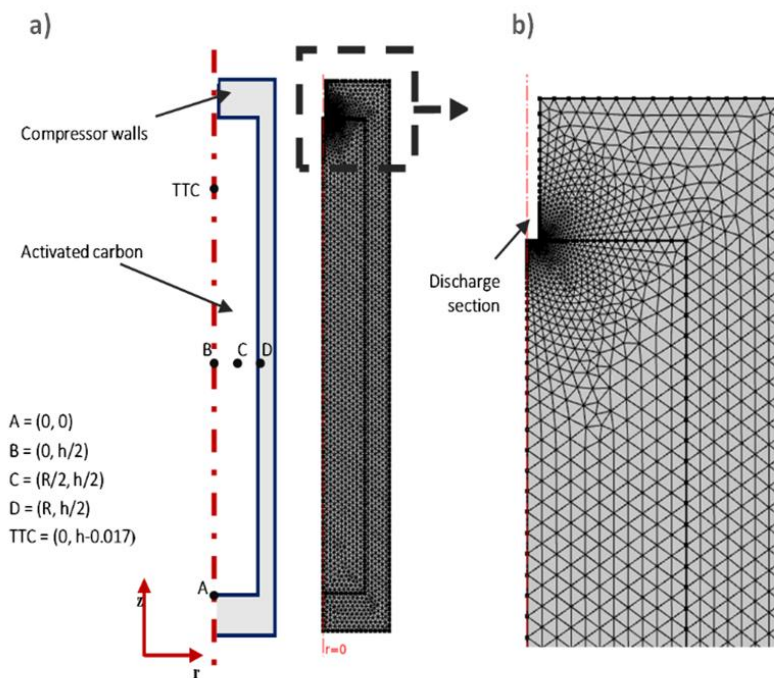 a)
b)
Compressor walls
TTC
Activated carbon
Discharge
section
B
C
D
A = (0, 0)
B = (0, h/2)
C = (R/2, h/2)
D = (R, h/2)
TTC = (0, h-0.017)
A
z
r
r=0